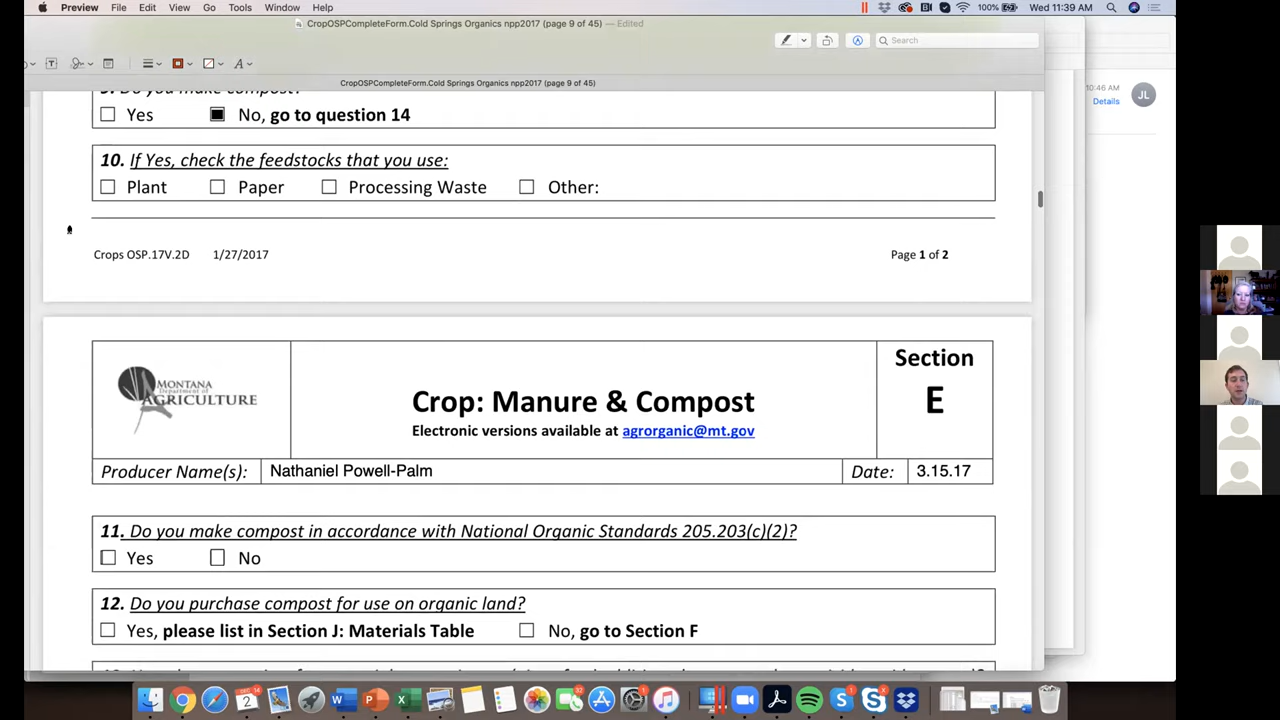 Preview File Edit View Go Tools Window Help 100% Wed 11:39 AM
CropOSPCompleteForm.Cold Springs Organics npp2017 (page 9 of 45) — Edited
Search
CropOSPCompleteForm.Cold Springs Organics npp2017 (page 9 of 45)
10:46 AM
Details
JL
Yes No, go to question 14
10. If Yes, check the feedstocks that you use:
Plant Paper Processing Waste Other:
Crops OSP.17V.2D 1/27/2017 Page 1 of 2
MONTANA
Department of
AGRICULTURE
Crop: Manure & Compost
Electronic versions available at agrorganic@mt.gov
Section
E
Producer Name(s): Nathaniel Powell-Palm Date: 3.15.17
11. Do you make compost in accordance with National Organic Standards 205.203(c)(2)?
Yes No
12. Do you purchase compost for use on organic land?
Yes, please list in Section J: Materials Table No, go to Section F